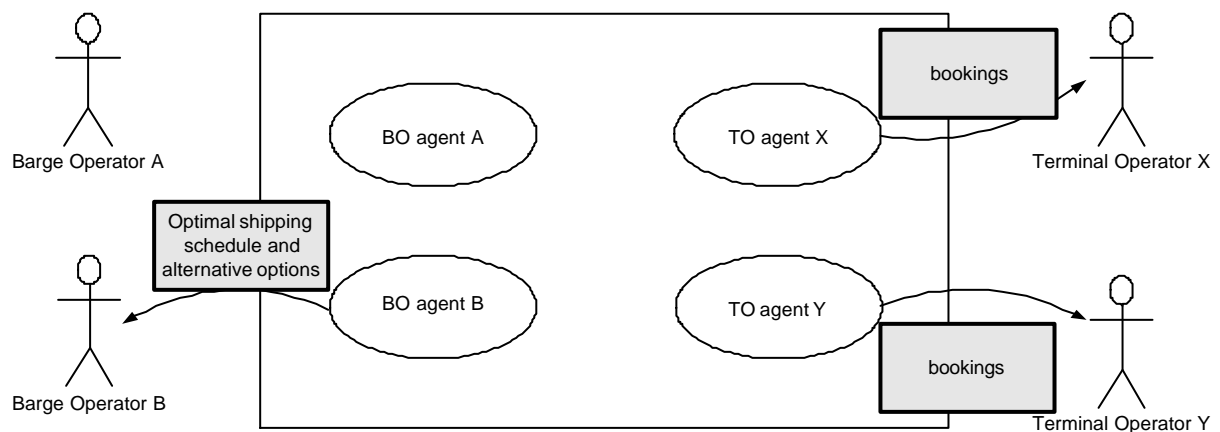 bookings
BO agent A
TO agent X
Barge Operator A
Terminal Operator X
Optimal shipping
schedule and
alternative options
BO agent B
TO agent Y
bookings
Barge Operator B
Terminal Operator Y